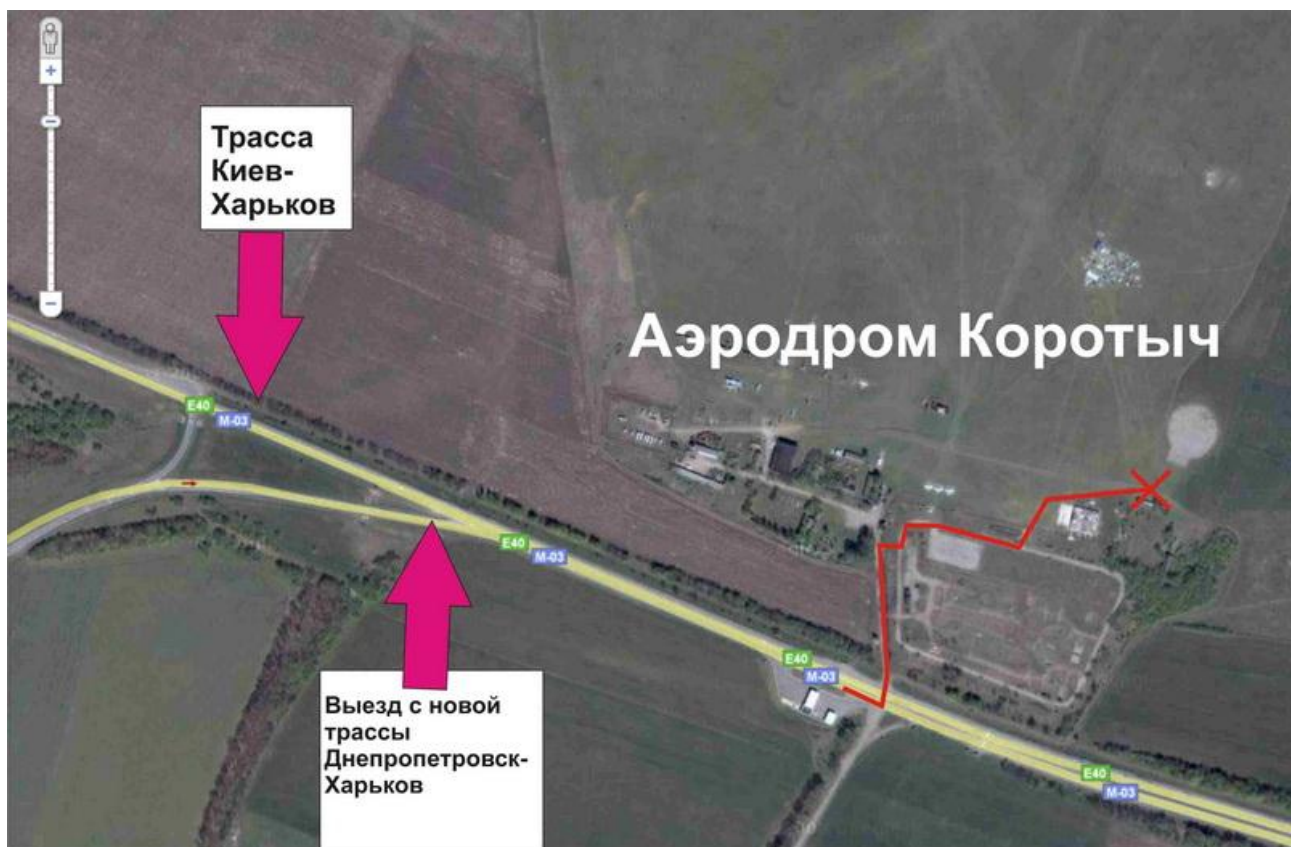 Трасса
Киев-
Харьков
Аэродром Коротыч
E40
М-03
E40
М-03
E40
М-03
E40
М-03
Выезд с новой
трассы
Днепропетровск-
Харьков